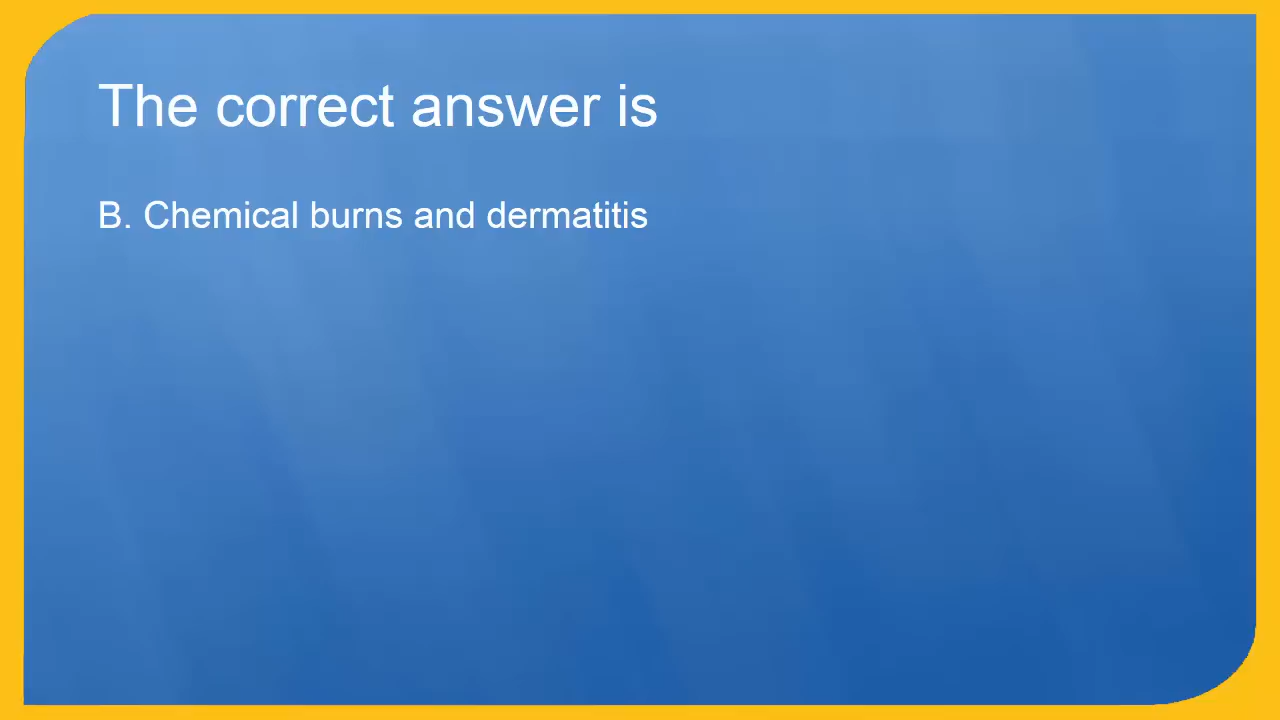 The correct answer is
B. Chemical burns and dermatitis